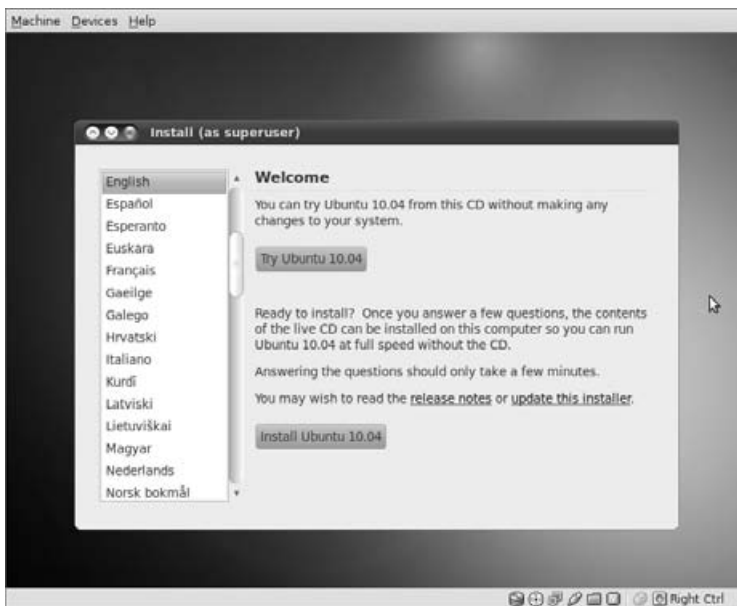 Machine Devices Help
Install (as superuser)
English
Español
Esperanto
Euskara
Français
Gaeilge
Galego
Hrvatski
Italiano
Kurdî
Latviski
Lietuviškai
Magyar
Nederlands
Norsk bokmål
Welcome
You can try Ubuntu 10.04 from this CD without making any
changes to your system.
Try Ubuntu 10.04
Ready to install? Once you answer a few questions, the contents
of the live CD can be installed on this computer so you can run
Ubuntu 10.04 at full speed without the CD.
Answering the questions should only take a few minutes.
You may wish to read the release notes or update this installer.
Install Ubuntu 10.04
Right Ctrl